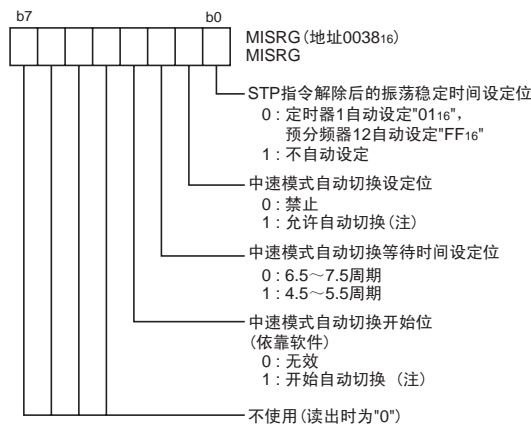 b7 b0
MISRG(地址0038₁₆)
MISRG
STP指令解除后的振荡稳定时间设定位
0:定时器1自动设定"01₁₆",
预分频器12自动设定"FF₁₆"
1:不自动设定
中速模式自动切换设定位
0:禁止
1:允许自动切换(注)
中速模式自动切换等待时间设定位
0:6.5～7.5周期
1:4.5～5.5周期
中速模式自动切换开始位
(依靠软件)
0:无效
1:开始自动切换 (注)
不使用(读出时为"0")